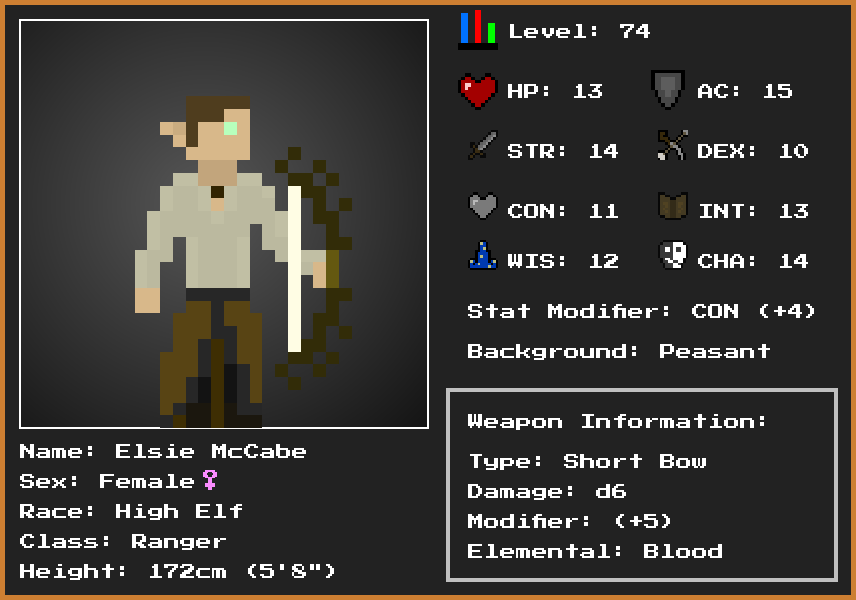 Level: 74
HP: 13 AC: 15
STR: 14 DEX: 10
CON: 11 INT: 13
WIS: 12 CHA: 14
Stat Modifier: CON (+4)
Background: Peasant
Weapon Information:
Type: Short Bow
Damage: d6
Modifier: (+5)
Elemental: Blood
Name: Elsie McCabe
Sex: Female♀
Race: High Elf
Class: Ranger
Height: 172cm (5'8")